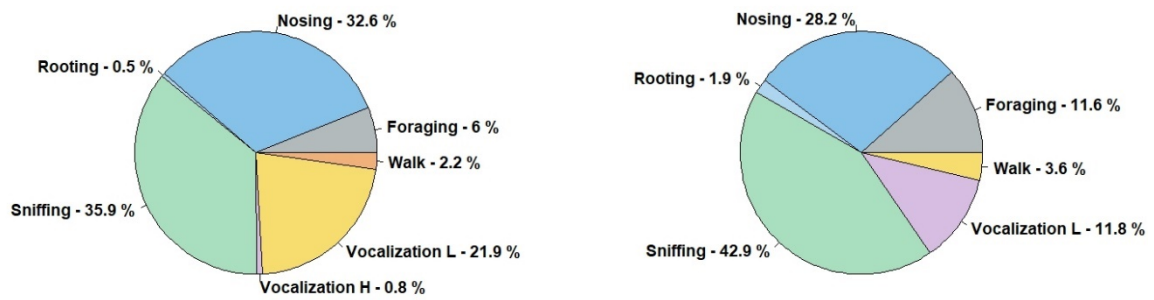 Nosing - 32.6 %
Rooting - 0.5 %
Foraging - 6 %
Walk - 2.2 %
Sniffing - 35.9 %
Vocalization L - 21.9 %
Vocalization H - 0.8 %
Nosing - 28.2 %
Rooting - 1.9 %
Foraging - 11.6 %
Walk - 3.6 %
Vocalization L - 11.8 %
Sniffing - 42.9 %